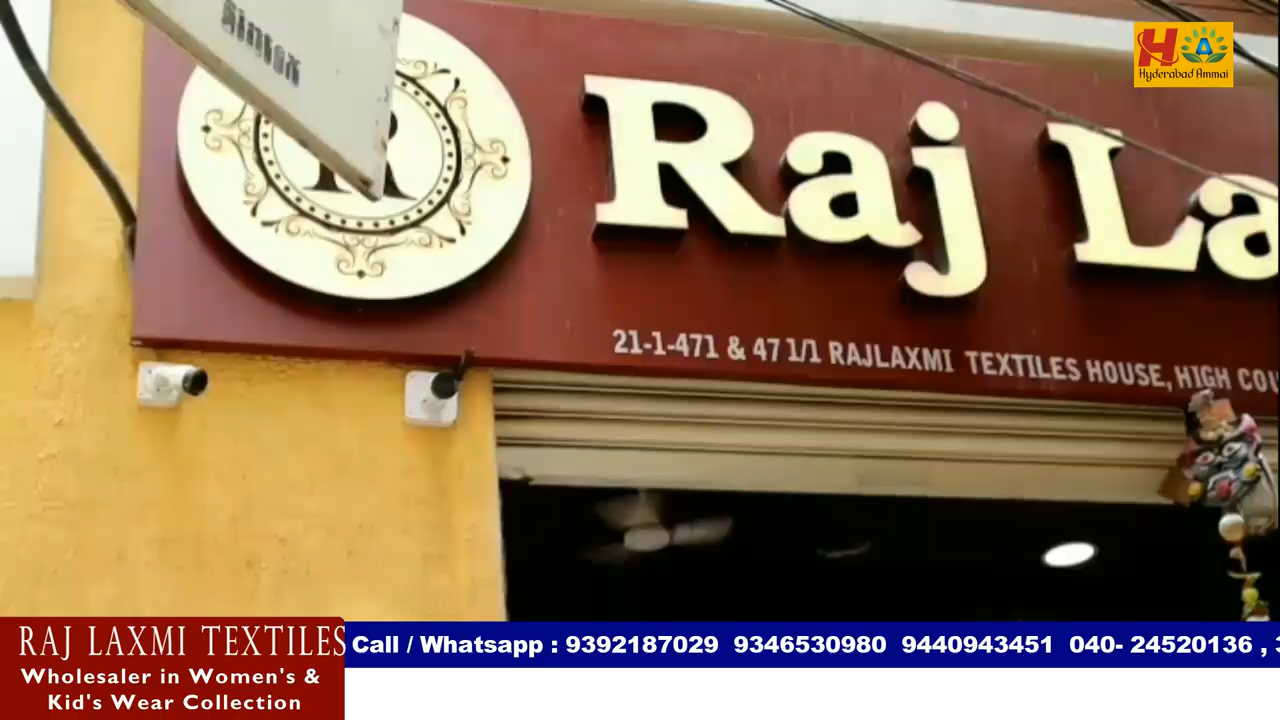 Hyderabad Ammai
R
Raj La
21-1-471 & 47 1/1 RAJLAXMI TEXTILES HOUSE, HIGH COU
RAJ LAXMI TEXTILES
Wholesaler in Women's &
Kid's Wear Collection
Call / Whatsapp : 9392187029 9346530980 9440943451 040- 24520136 ,